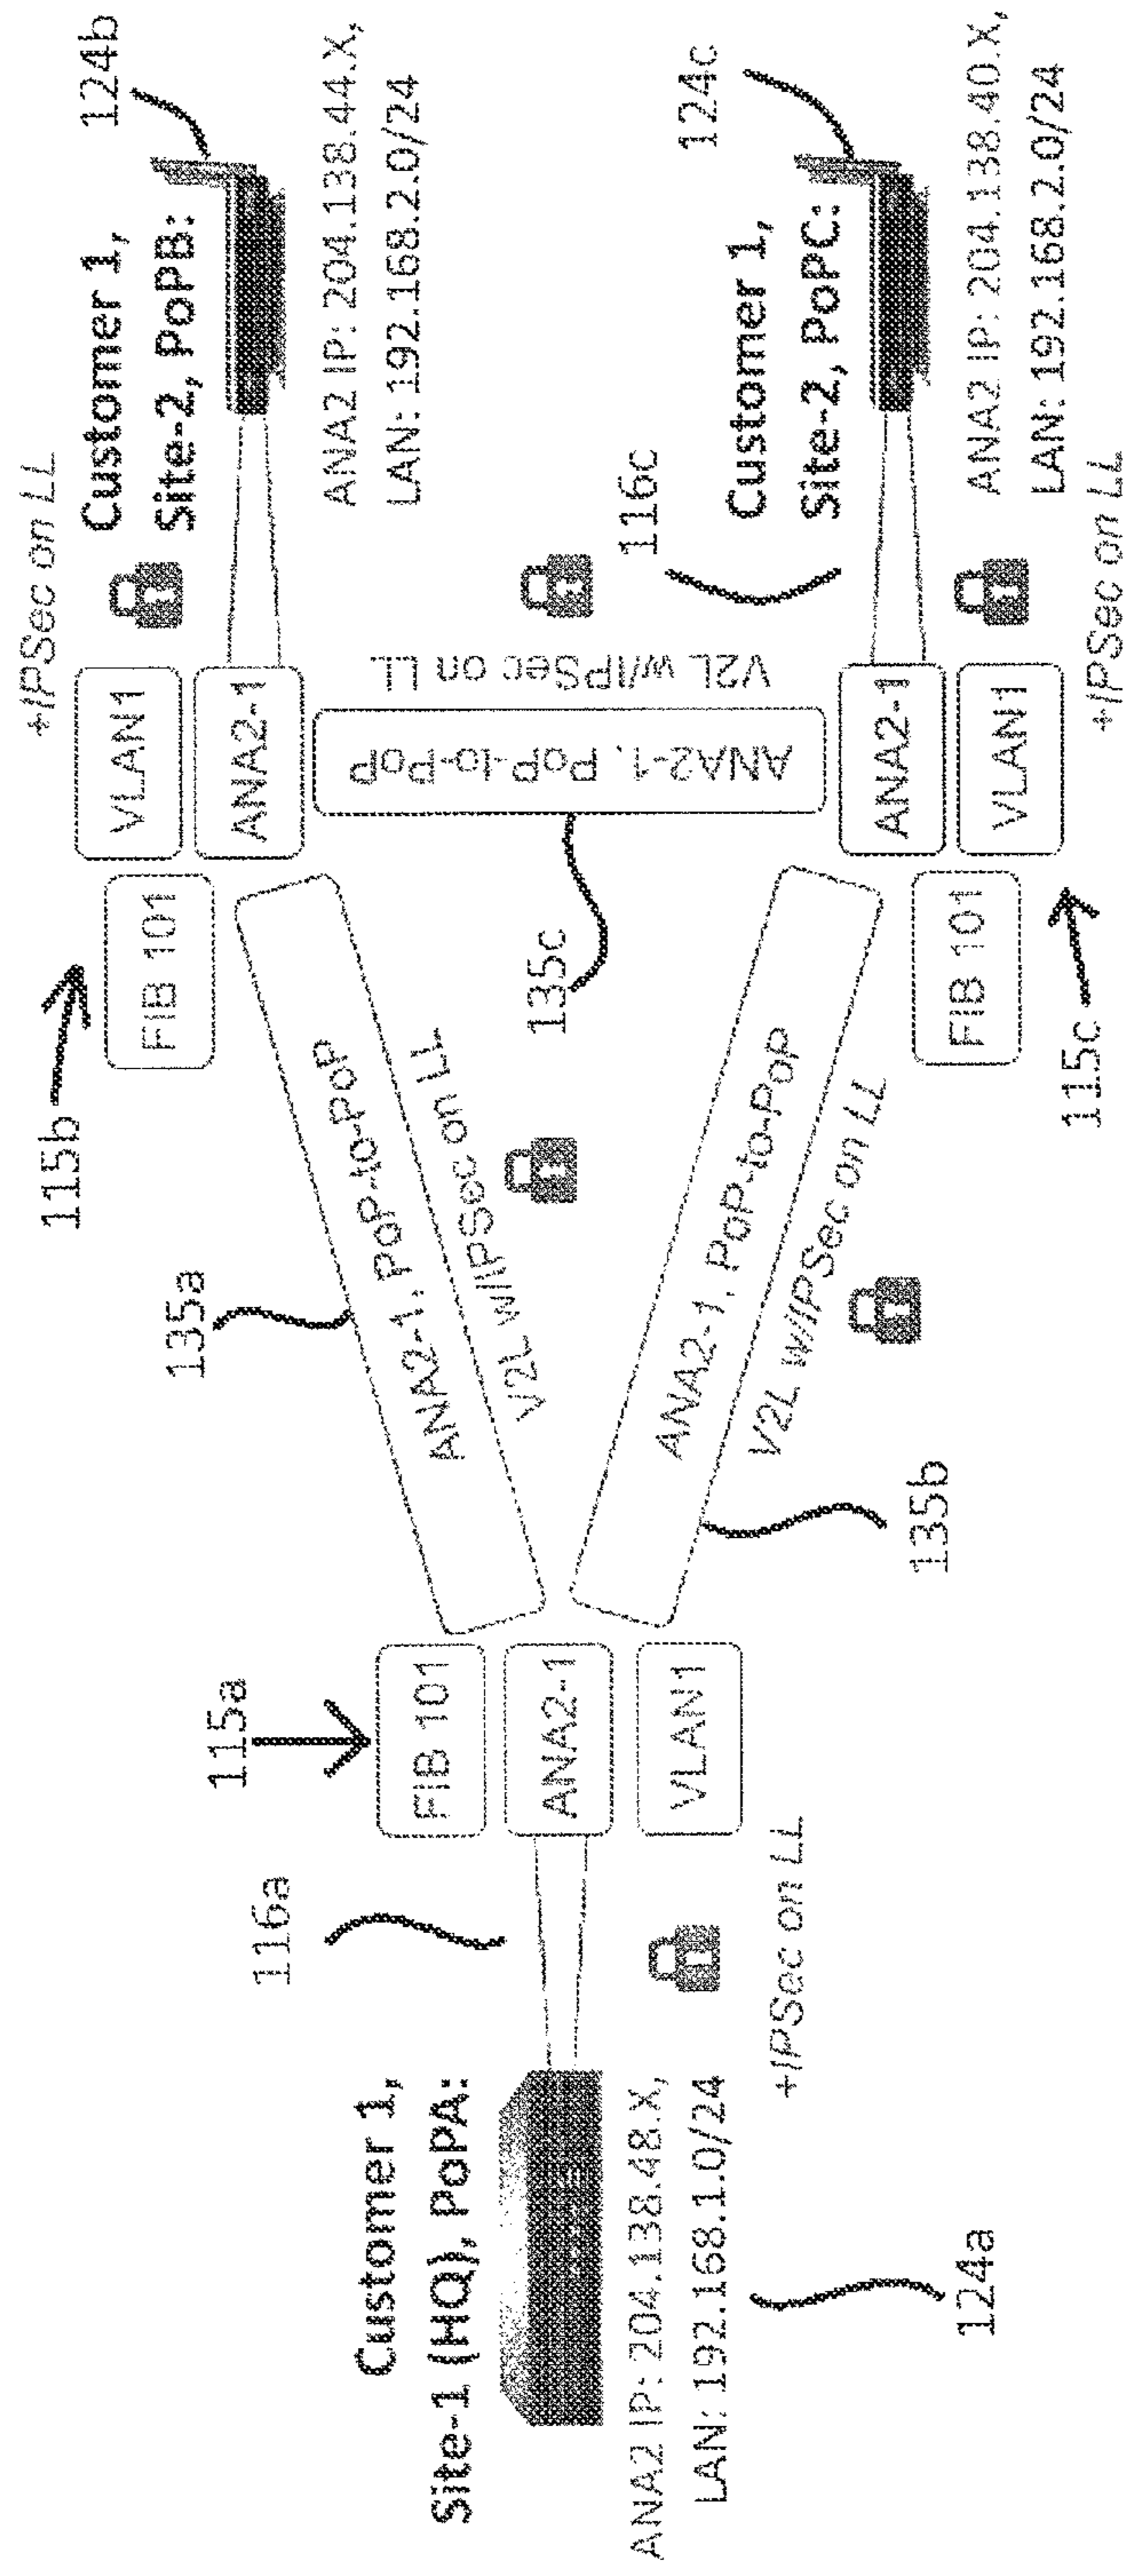 Customer 1,
Site-1 (HQ), PoPA:
ANA2 IP: 204.138.48.X,
LAN: 192.168.1.0/24
124a
116a
+IPSec on LL
115a
FIB 101
ANA2-1
VLAN1
135a
ANA2-1, PoP-to-PoP
V2L w/IPSec on LL
135b
ANA2-1, PoP-to-PoP
V2L w/IPSec on LL
115b
FIB 101
VLAN1
ANA2-1
+IPSec on LL
Customer 1,
Site-2, PoPB:
124b
ANA2 IP: 204.138.44.X,
LAN: 192.168.2.0/24
135c
ANA2-1, PoP-to-PoP
V2L w/IPSec on LL
116c
124c
Customer 1,
Site-2, PoPC:
ANA2 IP: 204.138.40.X,
LAN: 192.168.2.0/24
ANA2-1
VLAN1
FIB 101
115c
+IPSec on LL